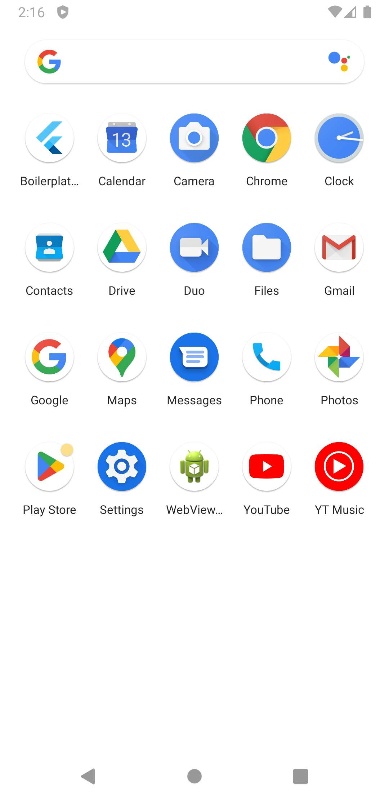 2:16
Boilerplat...
Calendar
Camera
Chrome
Clock
13
Contacts
Drive
Duo
Files
Gmail
Google
Maps
Messages
Phone
Photos
Play Store
Settings
WebView...
YouTube
YT Music